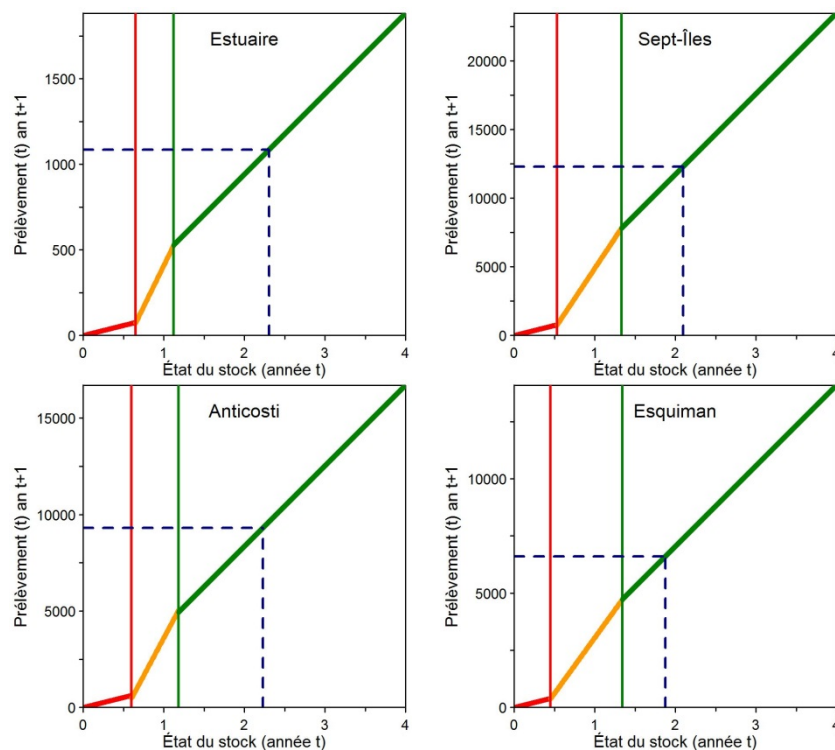 Estuaire
Prélèvement (t) an t+1
1500
1000
500
0
0 1 2 3 4
État du stock (année t)
Sept-Îles
Prélèvement (t) an t+1
20000
15000
10000
5000
0
0 1 2 3 4
État du stock (année t)
Anticosti
Prélèvement (t) an t+1
15000
10000
5000
0
0 1 2 3 4
État du stock (année t)
Esquiman
Prélèvement (t) an t+1
10000
5000
0
0 1 2 3 4
État du stock (année t)